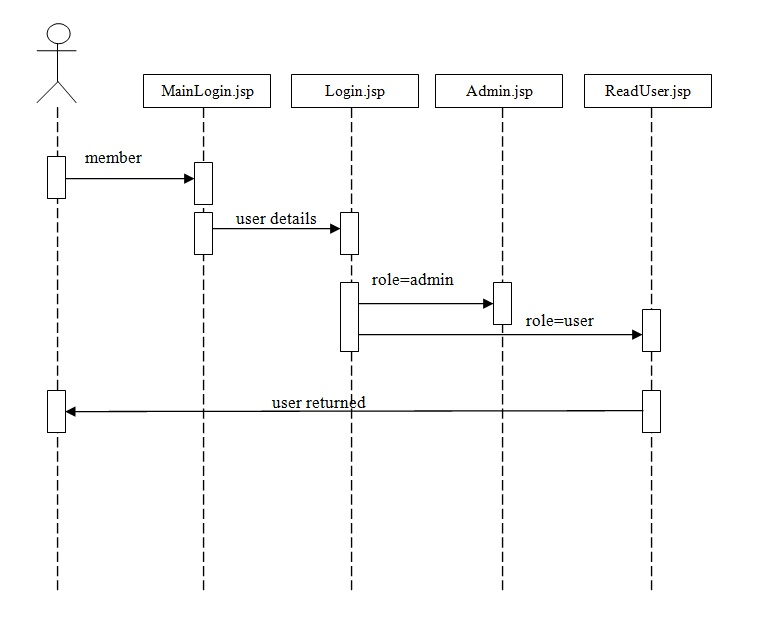 MainLogin.jsp
Login.jsp
Admin.jsp
ReadUser.jsp
member
user details
role=admin
role=user
user returned